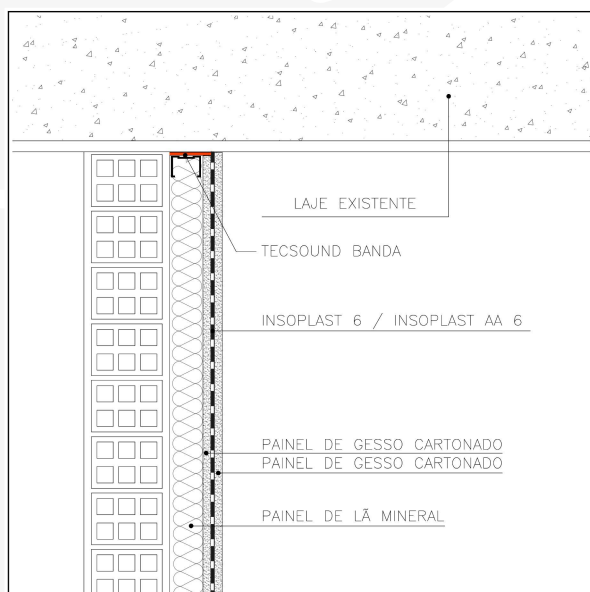 LAJE EXISTENTE
TECSOUND BANDA
INSOPLAST 6 / INSOPLAST AA 6
PAINEL DE GESSO CARTONADO
PAINEL DE GESSO CARTONADO
PAINEL DE LÃ MINERAL